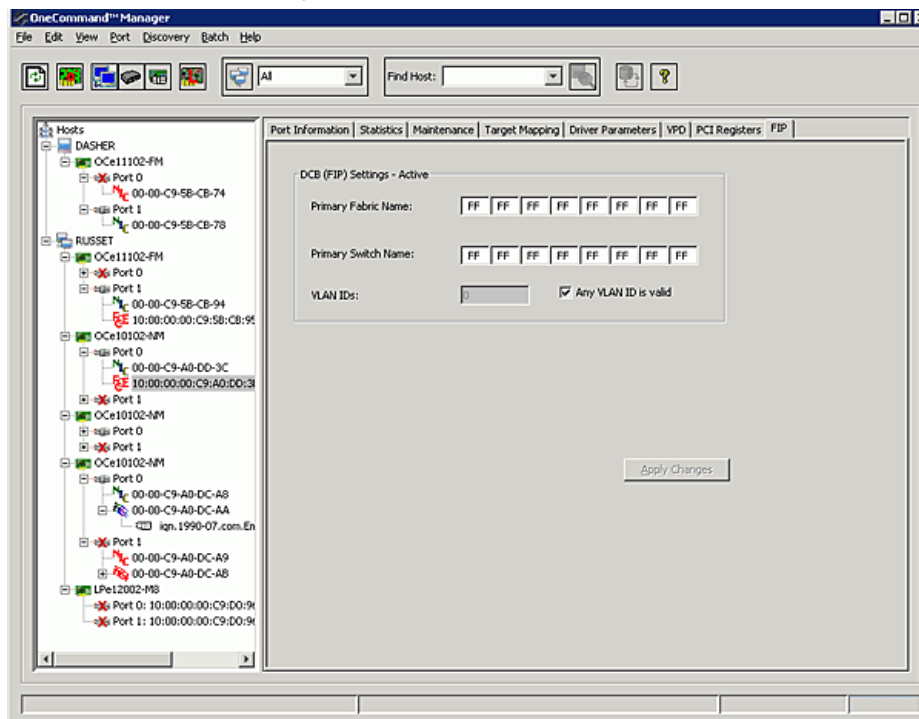 OneCommand™ Manager
File Edit View Port Discovery Batch Help
All
Find Host:
Port Information Statistics Maintenance Target Mapping Driver Parameters VPD PCI Registers FIP
Hosts
DASHER
OCe11102-FM
Port 0
NIC 00-00-C9-5B-CB-74
Port 1
NIC 00-00-C9-5B-CB-78
RUSSET
OCe11102-FM
Port 0
Port 1
NIC 00-00-C9-5B-CB-94
FCoE 10:00:00:00:C9:5B:CB:95
OCe10102-NM
Port 0
NIC 00-00-C9-A0-DD-3C
FCoE 10:00:00:00:C9:A0:DD:3
Port 1
OCe10102-NM
Port 0
Port 1
OCe10102-NM
Port 0
NIC 00-00-C9-A0-DC-A8
00-00-C9-A0-DC-AA
iqn.1990-07.com.En
Port 1
NIC 00-00-C9-A0-DC-A9
00-00-C9-A0-DC-AB
LPe12002-M8
Port 0: 10:00:00:00:C9:D0:9
Port 1: 10:00:00:00:C9:D0:9
DCB (FIP) Settings - Active
Primary Fabric Name: FF FF FF FF FF FF FF FF
Primary Switch Name: FF FF FF FF FF FF FF FF
VLAN IDs: 0 Any VLAN ID is valid
Apply Changes